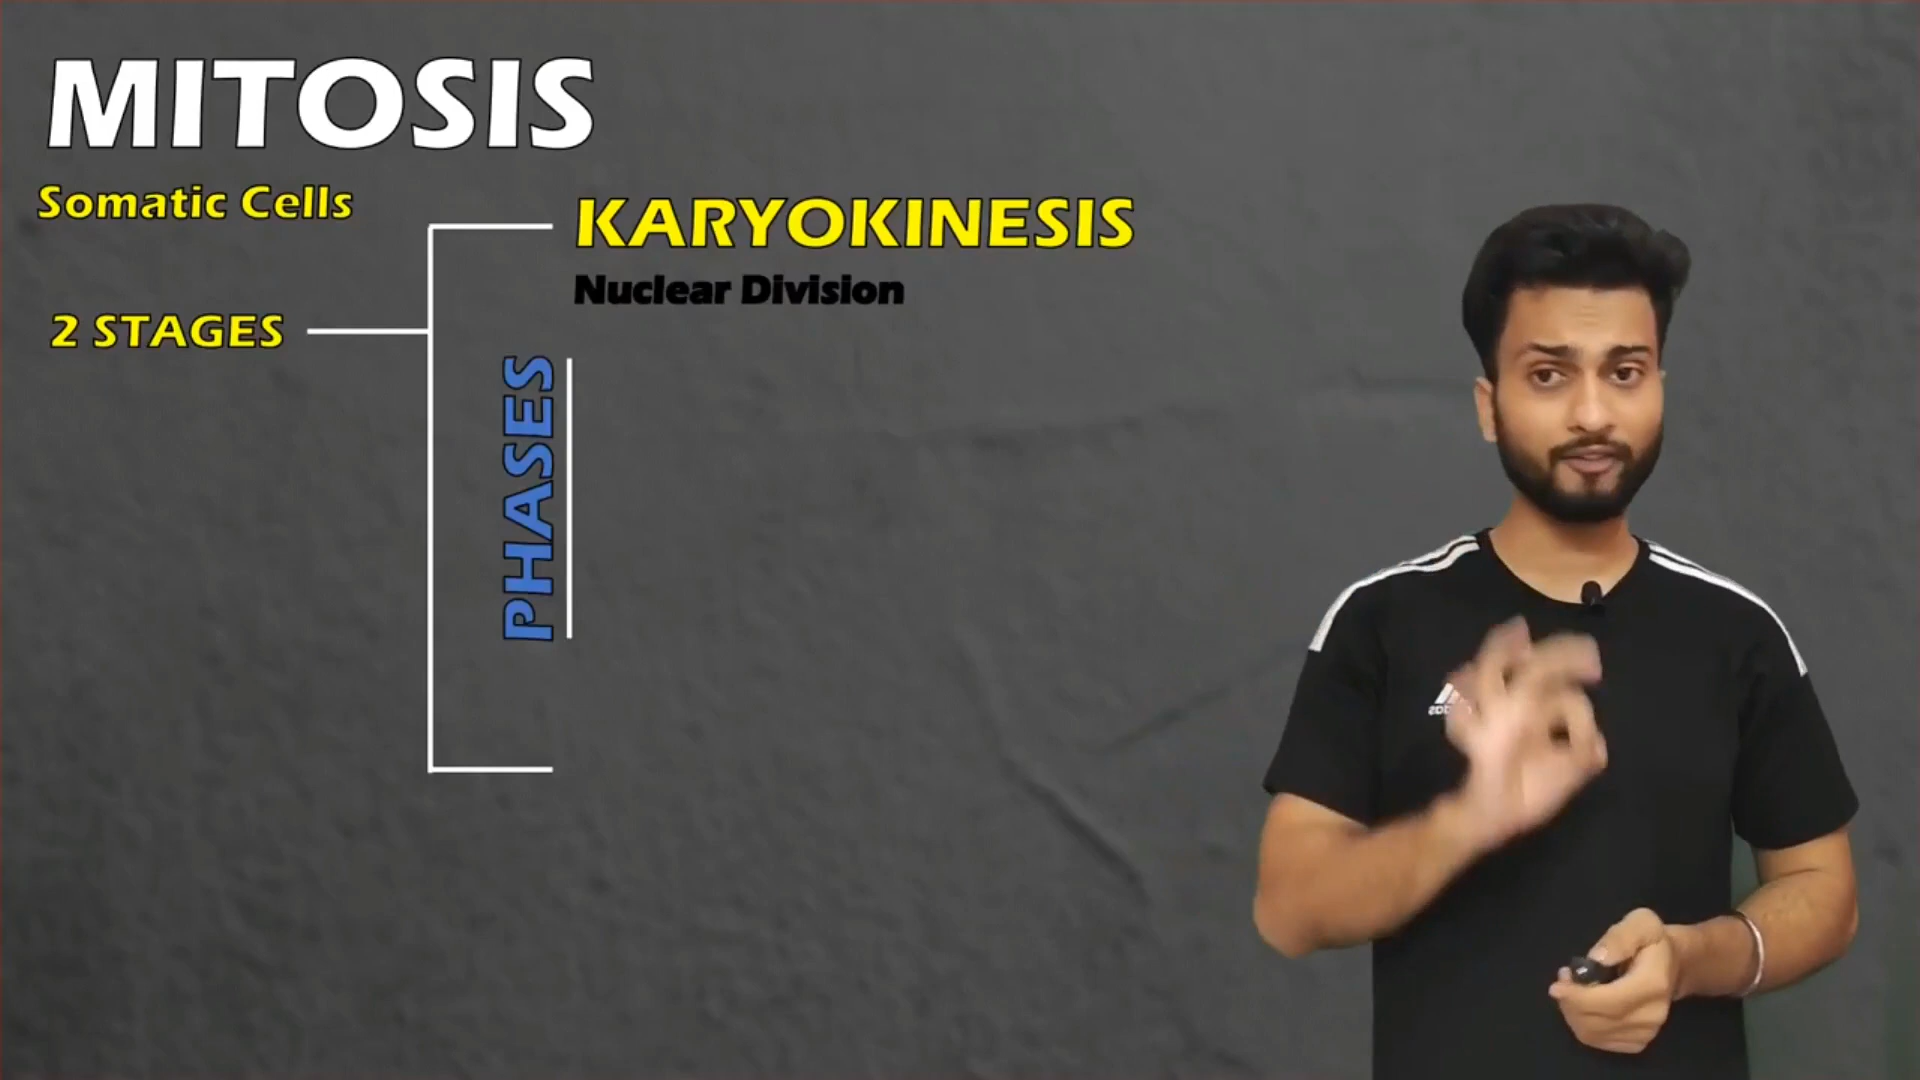 MITOSIS
Somatic Cells
KARYOKINESIS
Nuclear Division
2 STAGES
PHASES